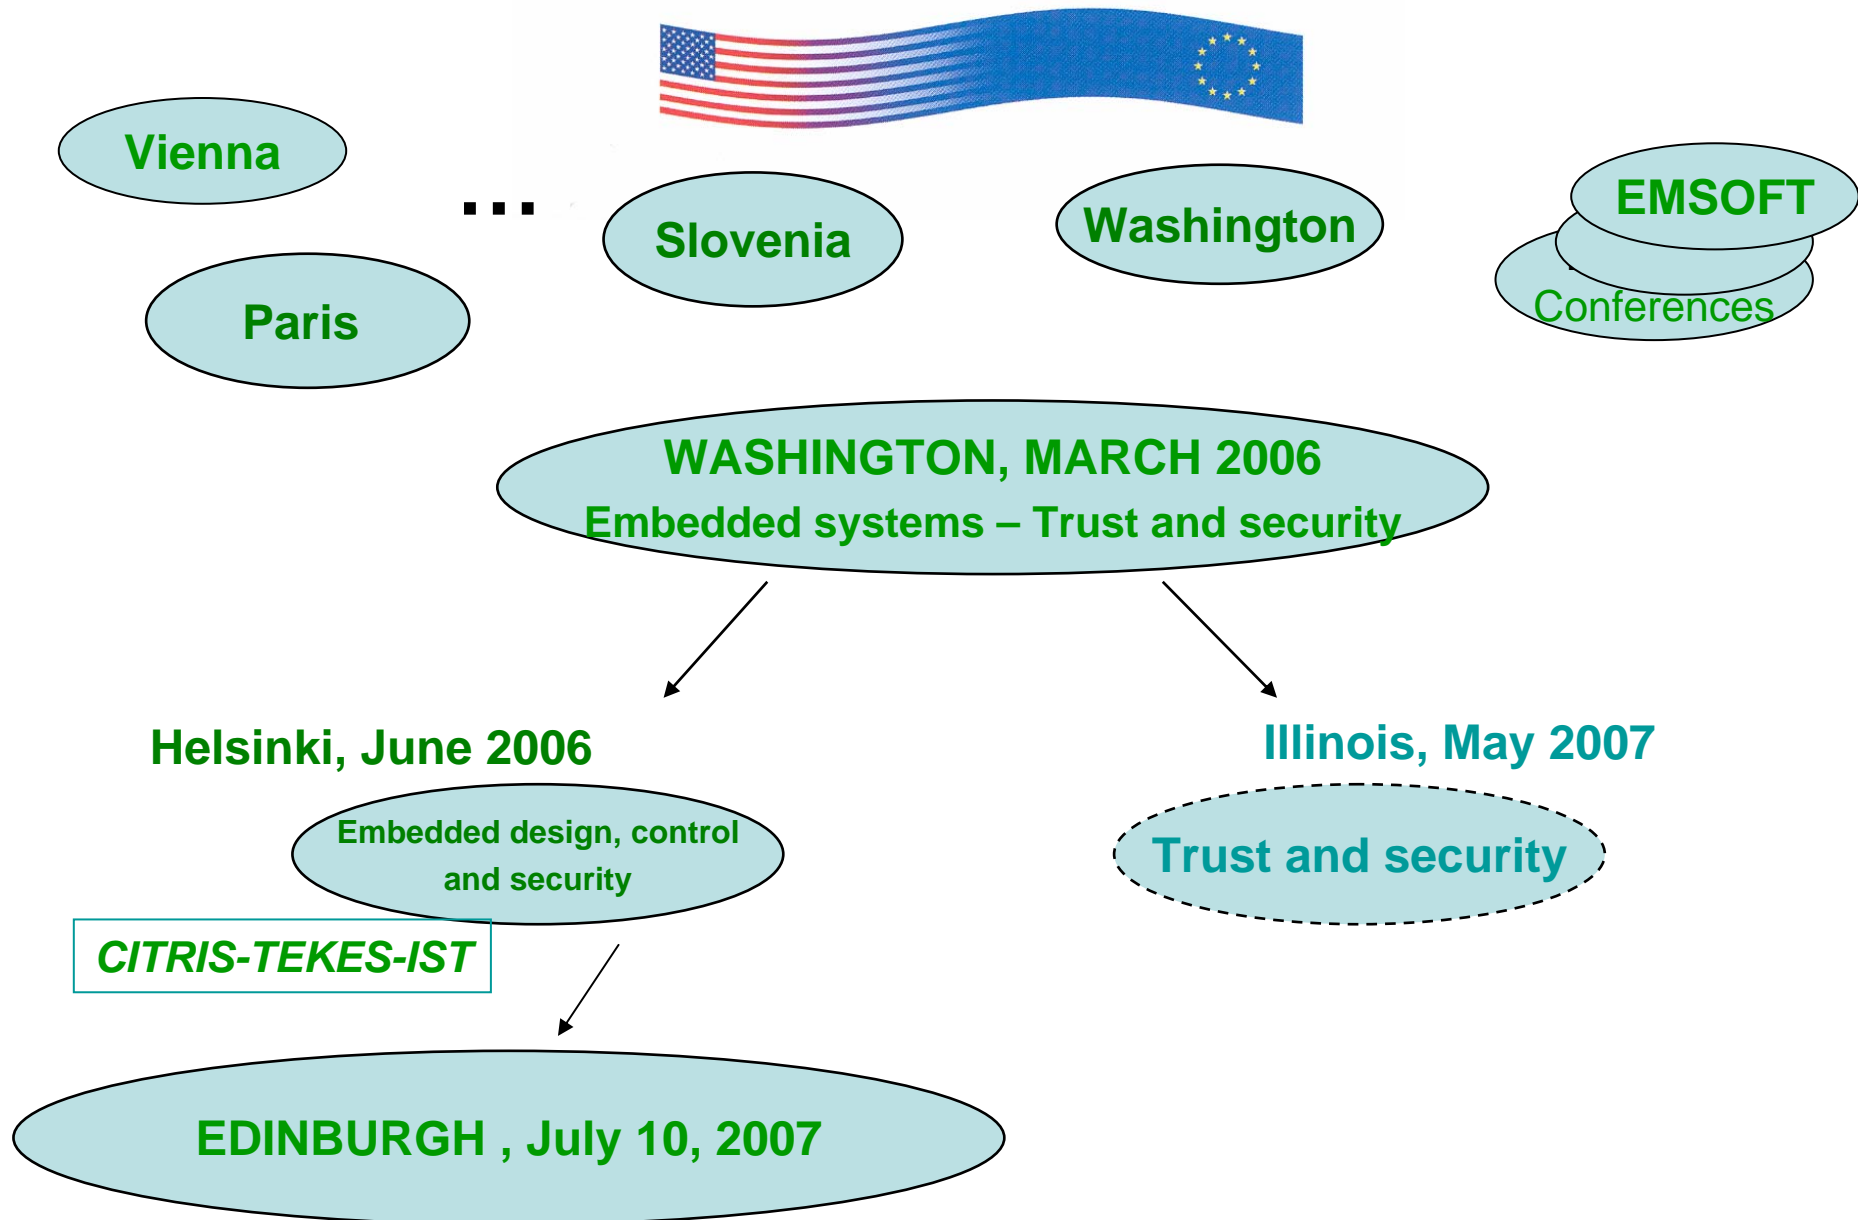 Vienna
...
Slovenia
Washington
EMSOFT
Paris
Conferences
WASHINGTON, MARCH 2006
Embedded systems – Trust and security
Helsinki, June 2006
Illinois, May 2007
Embedded design, control
and security
Trust and security
CITRIS-TEKES-IST
EDINBURGH , July 10, 2007